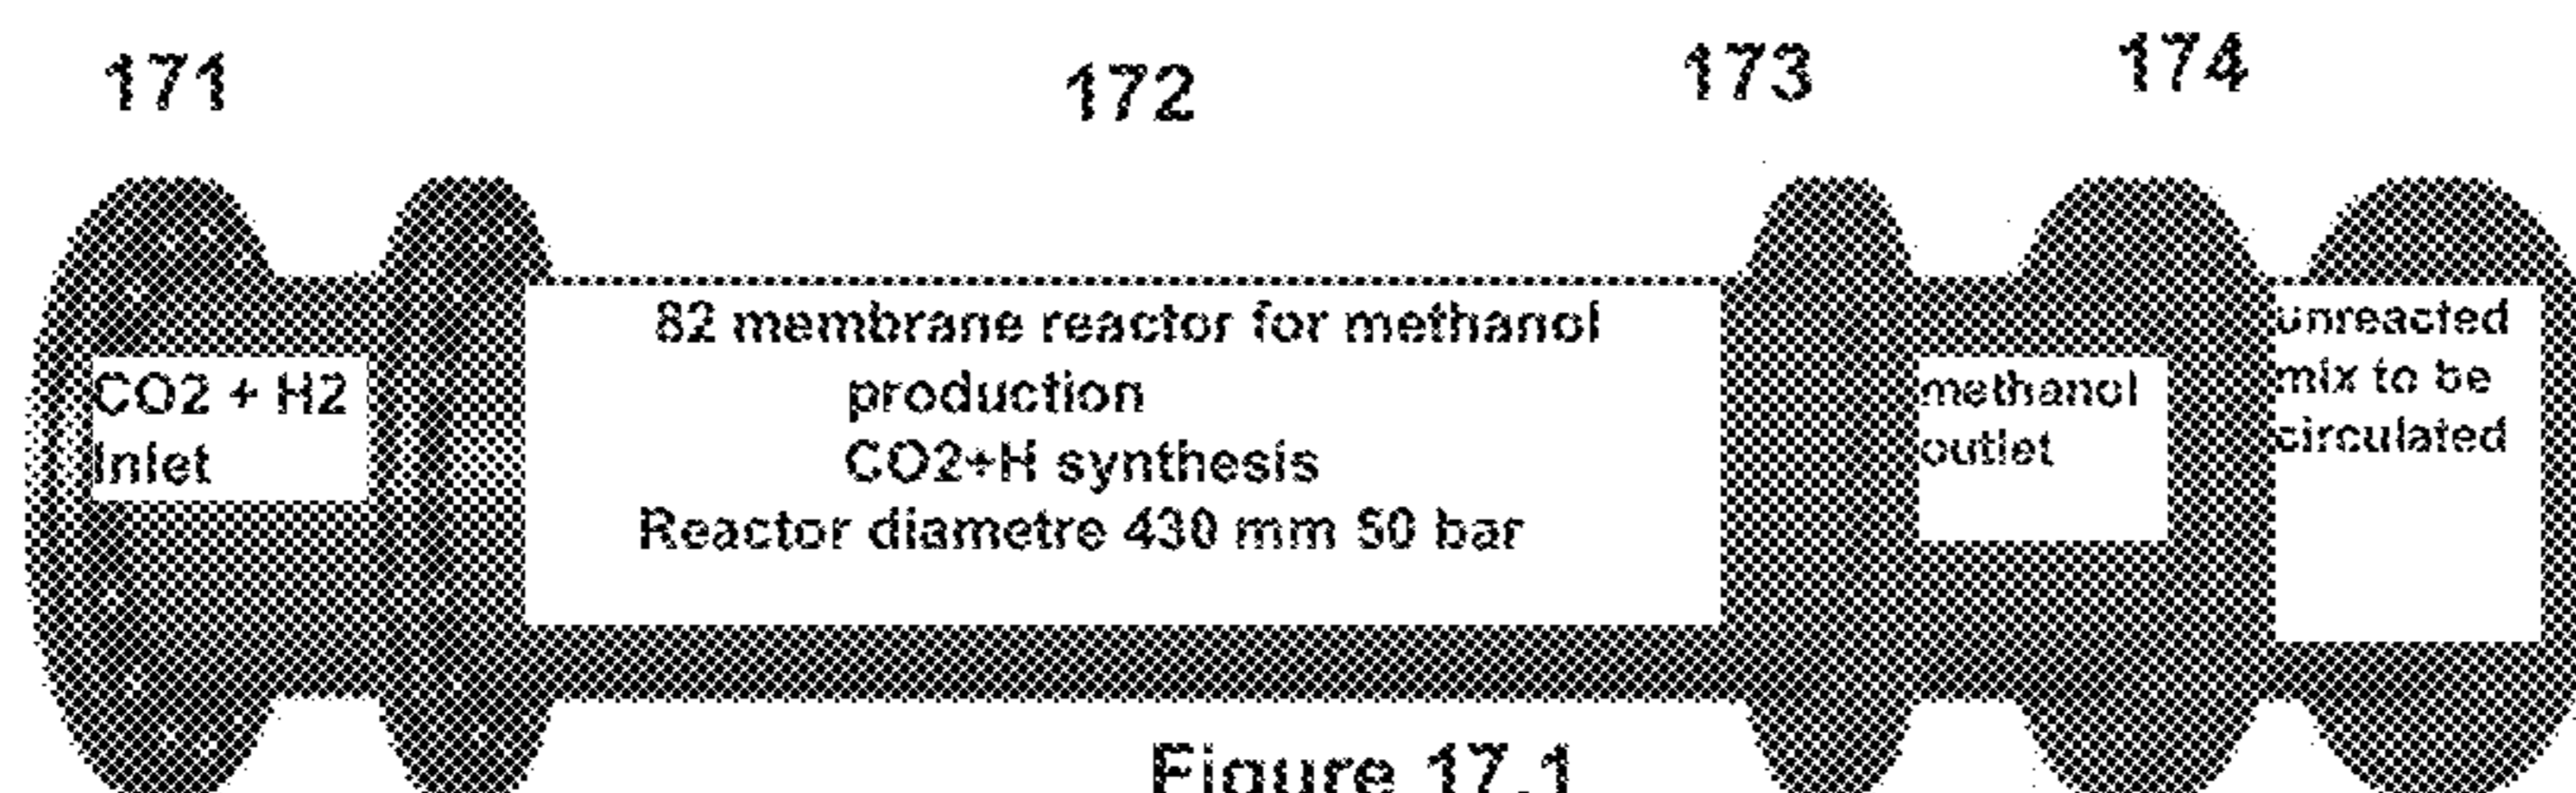 171 172 173 174
82 membrane reactor for methanol
production
CO2+H synthesis
Reactor diametre 430 mm 50 bar
CO2 + H2
Inlet
methanol
outlet
unreacted
mix to be
circulated
Figure 17.1